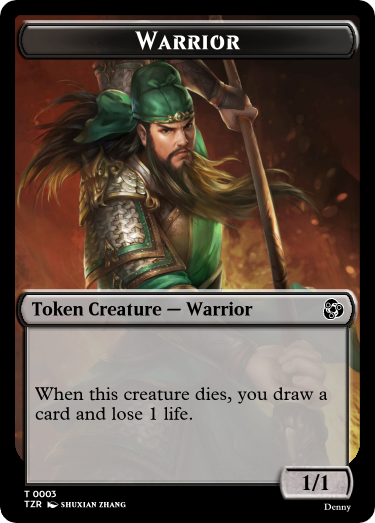 WARRIOR
Token Creature — Warrior
When this creature dies, you draw a
card and lose 1 life.
1/1
T 0003
TZR SHUXIAN ZHANG
Denny